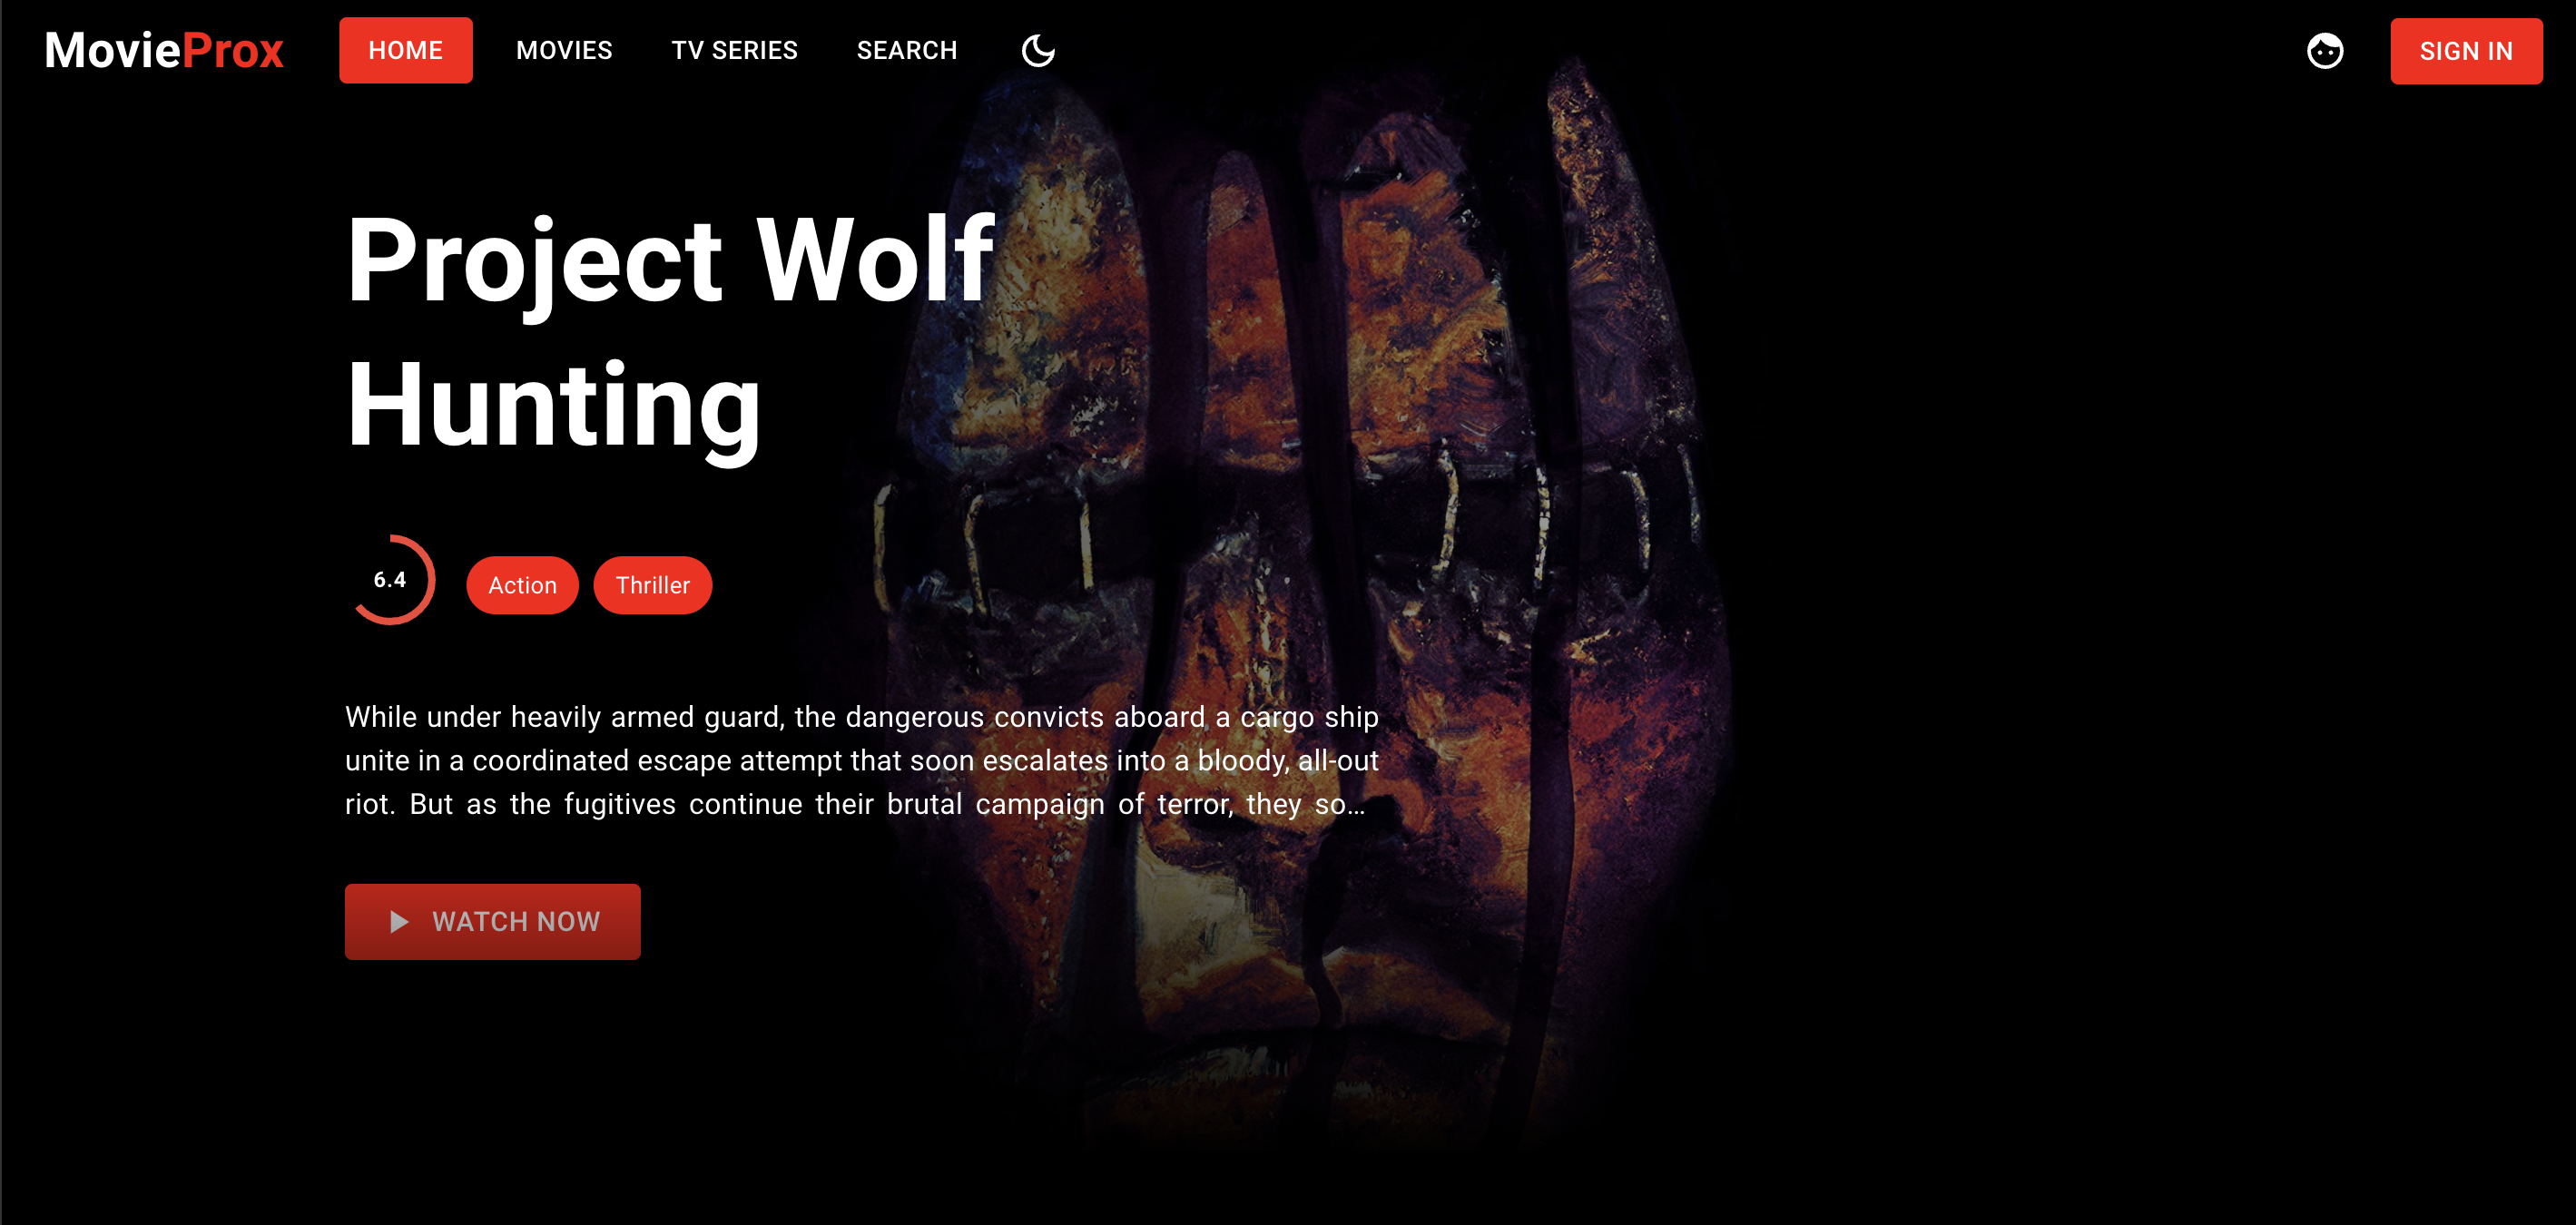 MovieProx
HOME
MOVIES
TV SERIES
SEARCH
SIGN IN
Project Wolf
Hunting
6.4
Action
Thriller
While under heavily armed guard, the dangerous convicts aboard a cargo ship
unite in a coordinated escape attempt that soon escalates into a bloody, all-out
riot. But as the fugitives continue their brutal campaign of terror, they so…
WATCH NOW